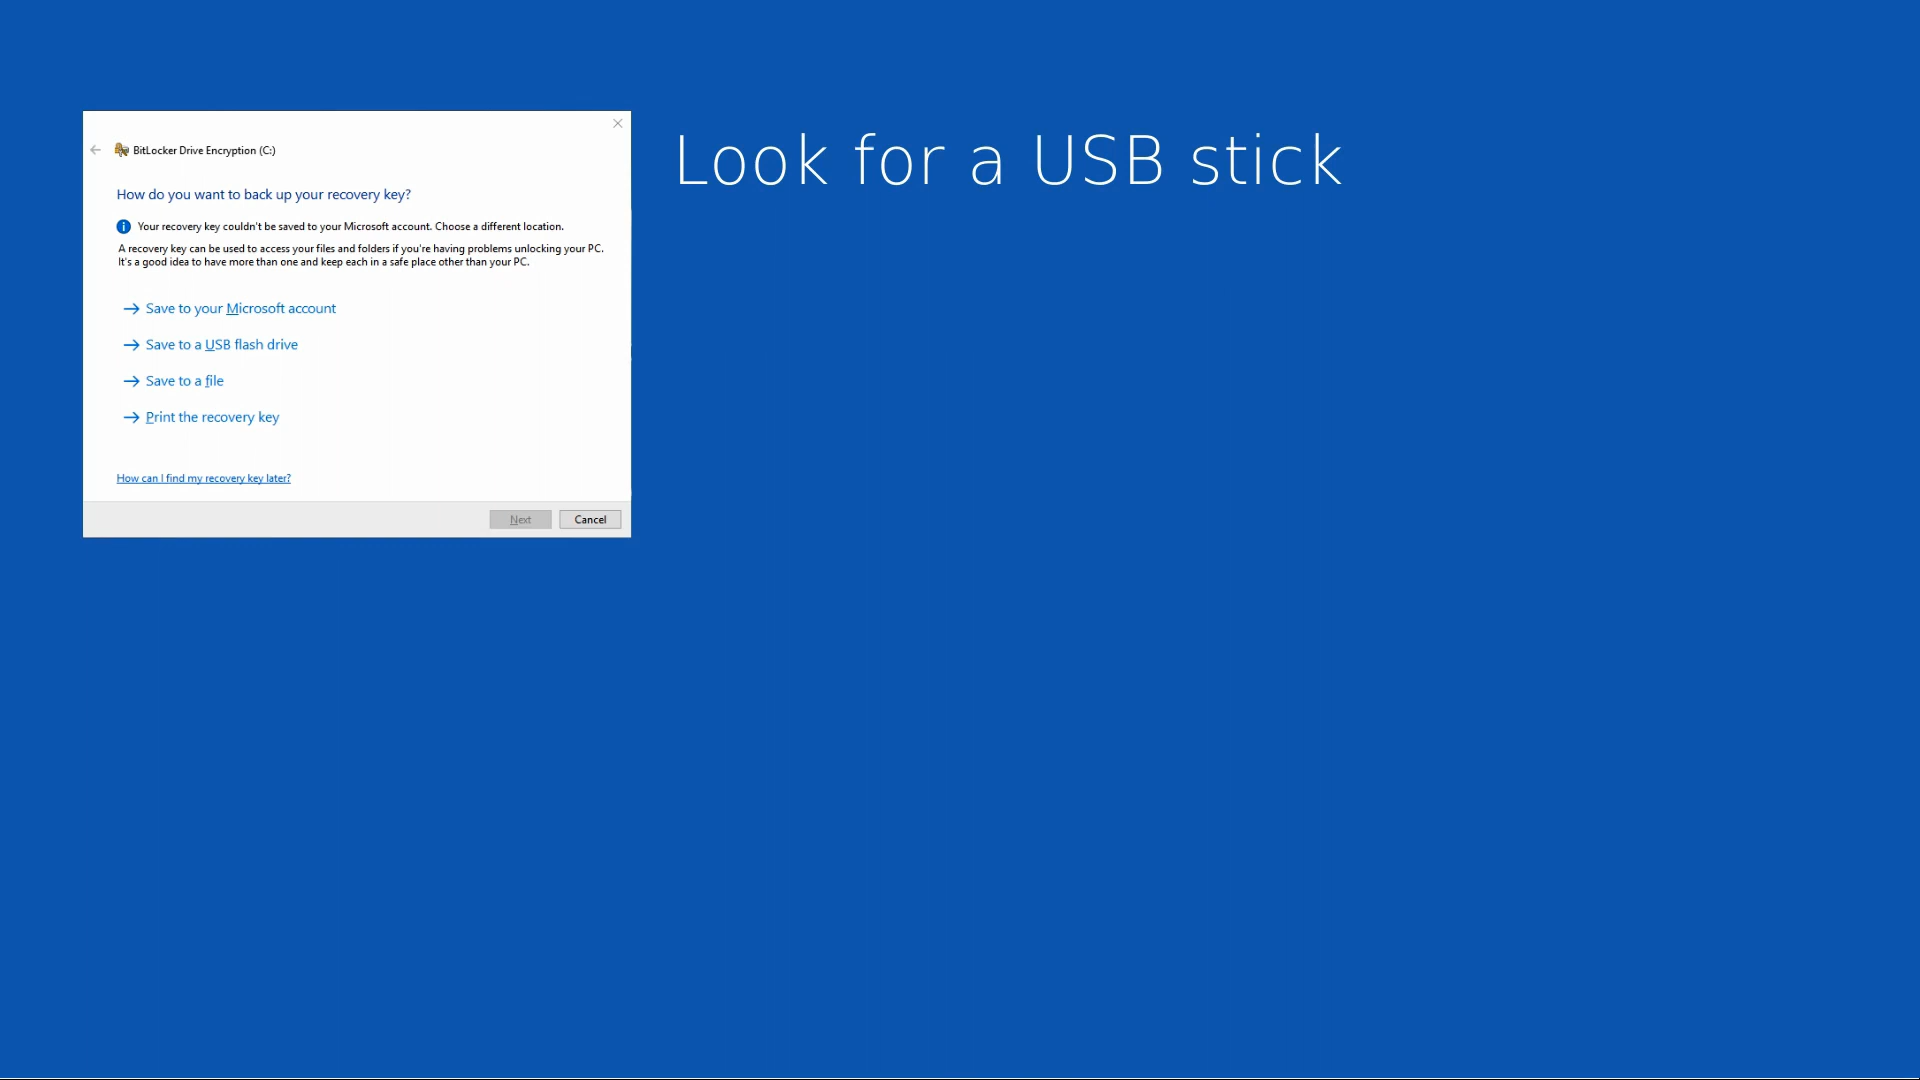 Look for a USB stick
BitLocker Drive Encryption (C:)
How do you want to back up your recovery key?
Your recovery key couldn't be saved to your Microsoft account. Choose a different location.
A recovery key can be used to access your files and folders if you're having problems unlocking your PC.
It's a good idea to have more than one and keep each in a safe place other than your PC.
Save to your Microsoft account
Save to a USB flash drive
Save to a file
Print the recovery key
How can I find my recovery key later?
Next
Cancel